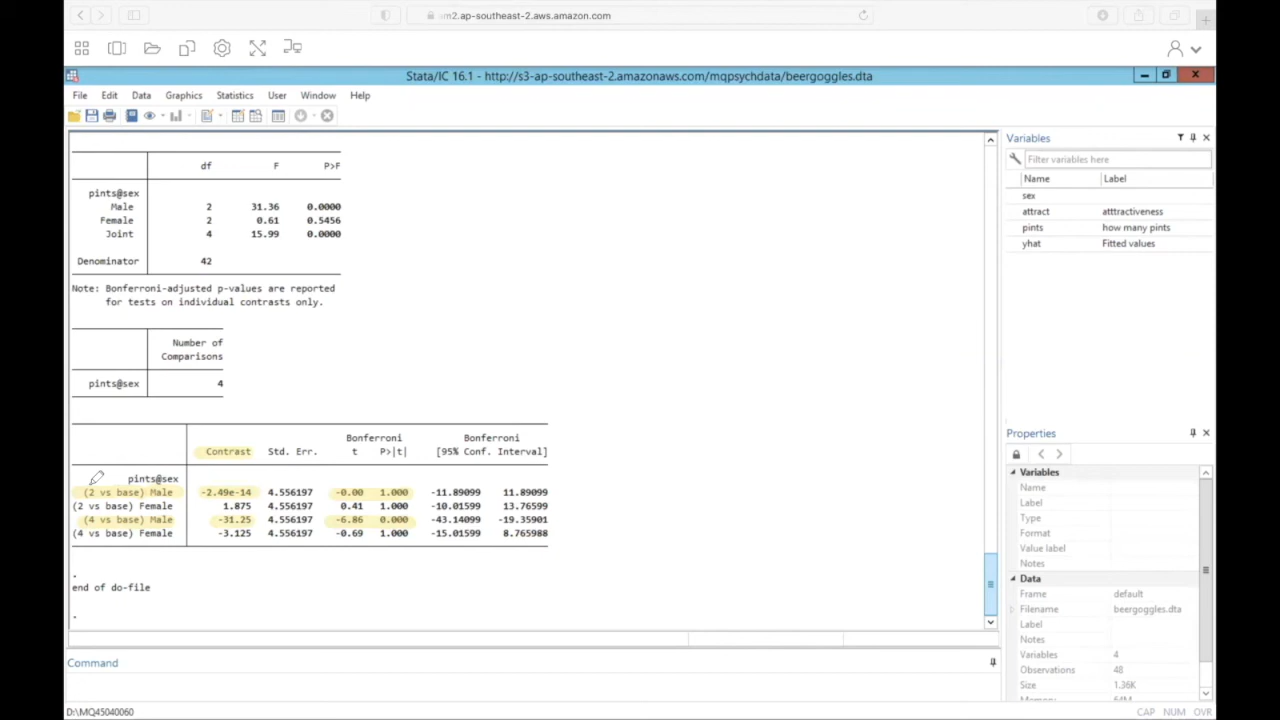 m2.ap-southeast-2.aws.amazon.com
Stata/IC 16.1 - http://s3-ap-southeast-2.amazonaws.com/mqpsychdata/beergoggles.dta
File Edit Data Graphics Statistics User Window Help
df F P>F
pints@sex
Male 2 31.36 0.0000
Female 2 0.61 0.5456
Joint 4 15.99 0.0000
Denominator 42
Note: Bonferroni-adjusted p-values are reported
for tests on individual contrasts only.
Number of
Comparisons
pints@sex 4
Bonferroni Bonferroni
Contrast Std. Err. t P>|t| [95% Conf. Interval]
pints@sex
(2 vs base) Male -2.49e-14 4.556197 -0.00 1.000 -11.89099 11.89099
(2 vs base) Female 1.875 4.556197 0.41 1.000 -10.01599 13.76599
(4 vs base) Male -31.25 4.556197 -6.86 0.000 -43.14099 -19.35901
(4 vs base) Female -3.125 4.556197 -0.69 1.000 -15.01599 8.765988
.
end of do-file
.
Command
D:\MQ45040060
Variables
Filter variables here
Name Label
sex
attract atttractiveness
pints how many pints
yhat Fitted values
Properties
Variables
Name
Label
Type
Format
Value label
Notes
Data
Frame default
Filename beergoggles.dta
Label
Notes
Variables 4
Observations 48
Size 1.36K
CAP NUM OVR